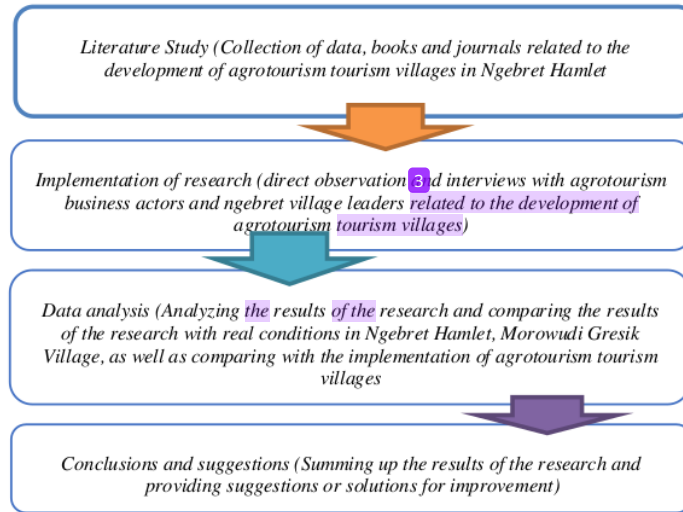 Literature Study (Collection of data, books and journals related to the
development of agrotourism tourism villages in Ngebret Hamlet
Implementation of research (direct observation 3nd interviews with agrotourism
business actors and ngebret village leaders related to the development of
agrotourism tourism villages)
Data analysis (Analyzing the results of the research and comparing the results
of the research with real conditions in Ngebret Hamlet, Morowudi Gresik
Village, as well as comparing with the implementation of agrotourism tourism
villages
Conclusions and suggestions (Summing up the results of the research and
providing suggestions or solutions for improvement)